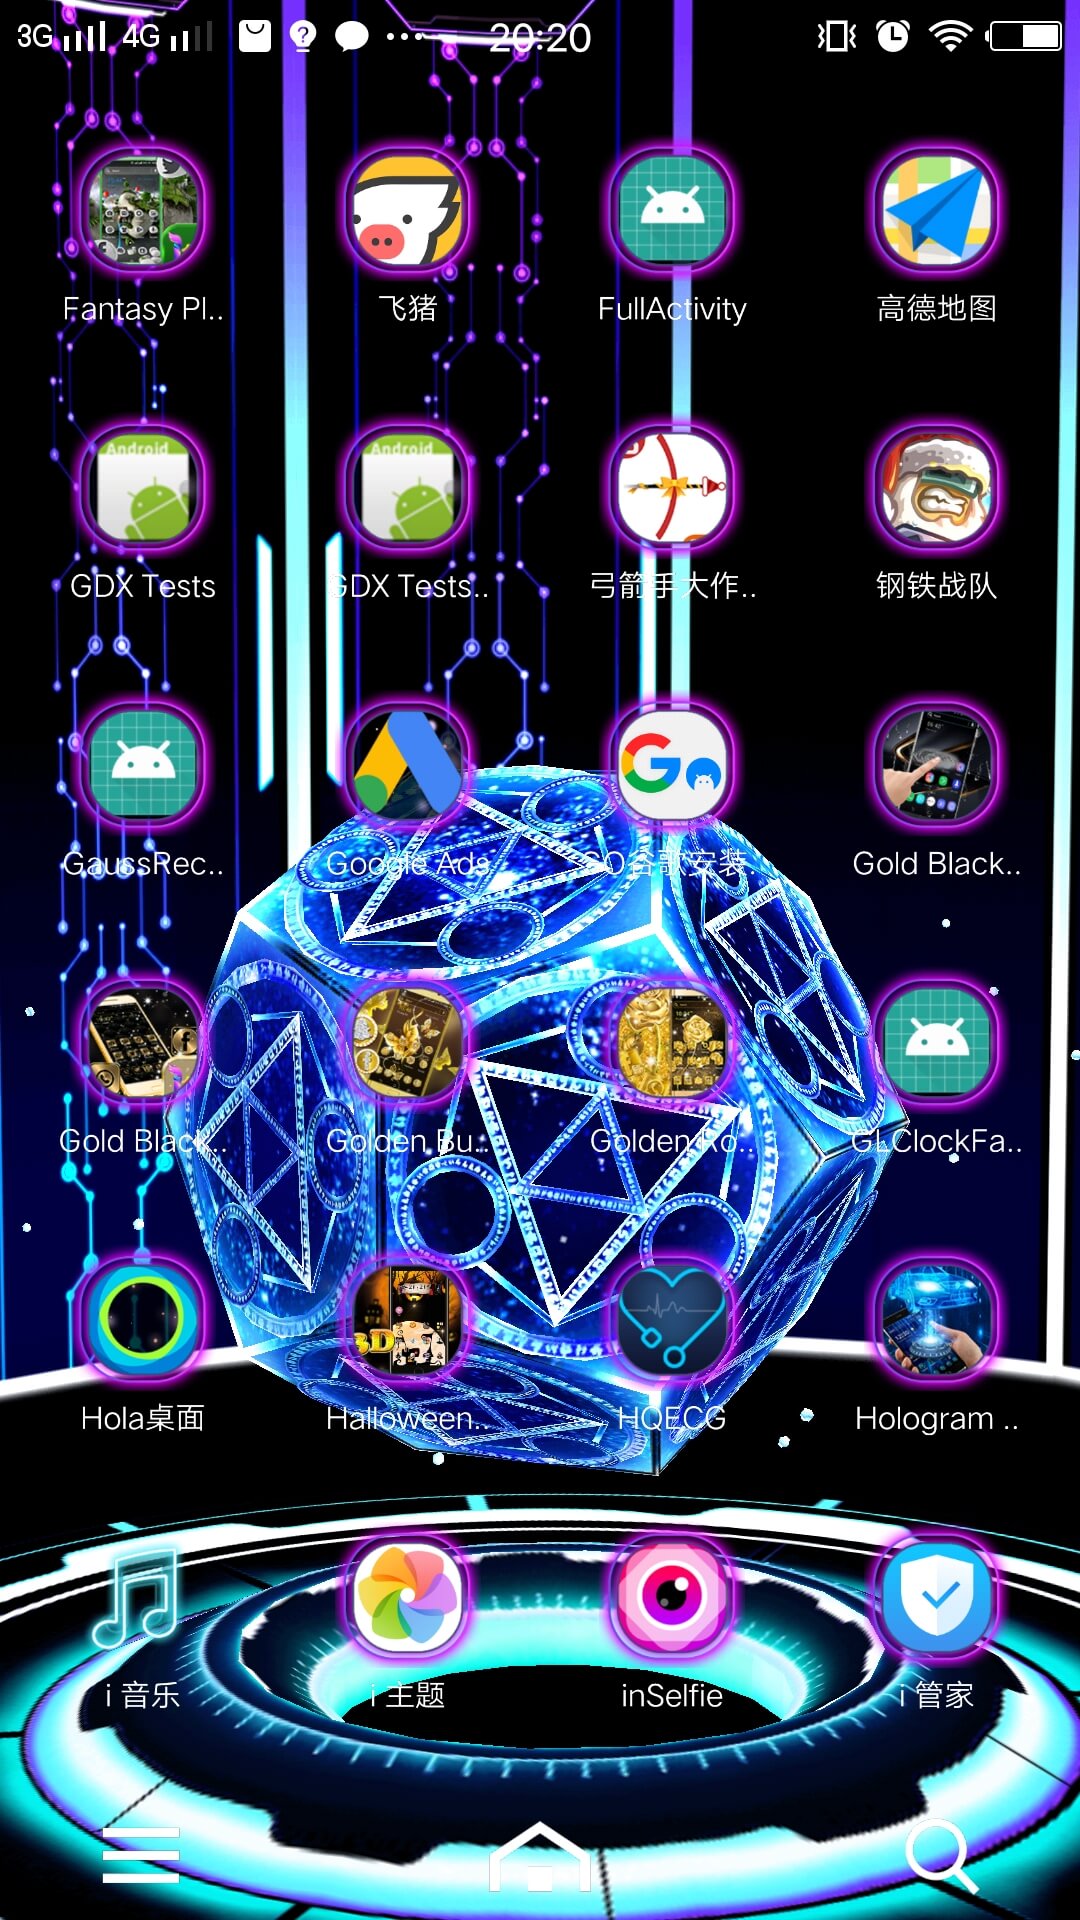 3G 4G 20:20
Fantasy Pl.. 飞猪 FullActivity 高德地图
Android Android
GDX Tests GDX Tests.. 弓箭手大作.. 钢铁战队
GaussRec.. Google Ads GO谷歌安装.. Gold Black..
Gold Black.. Golden Bu.. Golden Ro.. GLClockFa..
3D
Hola桌面 Halloween.. HQECG Hologram ..
i 音乐 i 主题 inSelfie i 管家